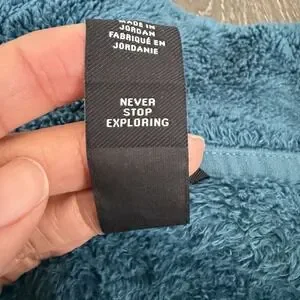 MADE IN
JORDAN
FABRIQUÉ EN
JORDANIE
NEVER
STOP
EXPLORING